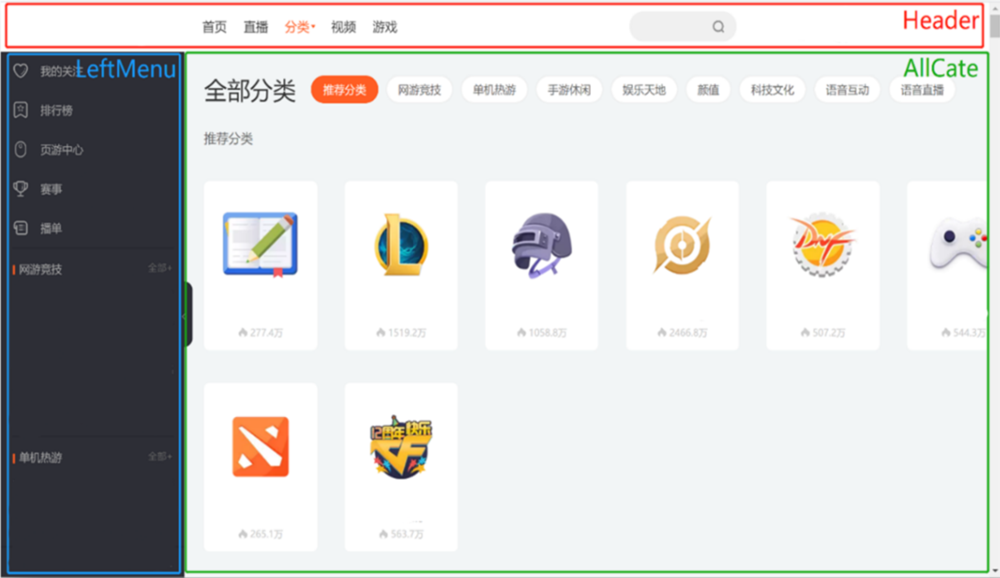 首页 直播 分类 视频 游戏
Header
我的关注
LeftMenu
排行榜
页游中心
赛事
播单
网游竞技 全部+
单机热游 全部+
AllCate
全部分类 推荐分类 网游竞技 单机热游 手游休闲 娱乐天地 颜值 科技文化 语音互动 语音直播
推荐分类
DNF
277.4万 1519.2万 1058.8万 2466.8万 507.2万 544.3万
12周年快乐
CF
265.1万 563.7万